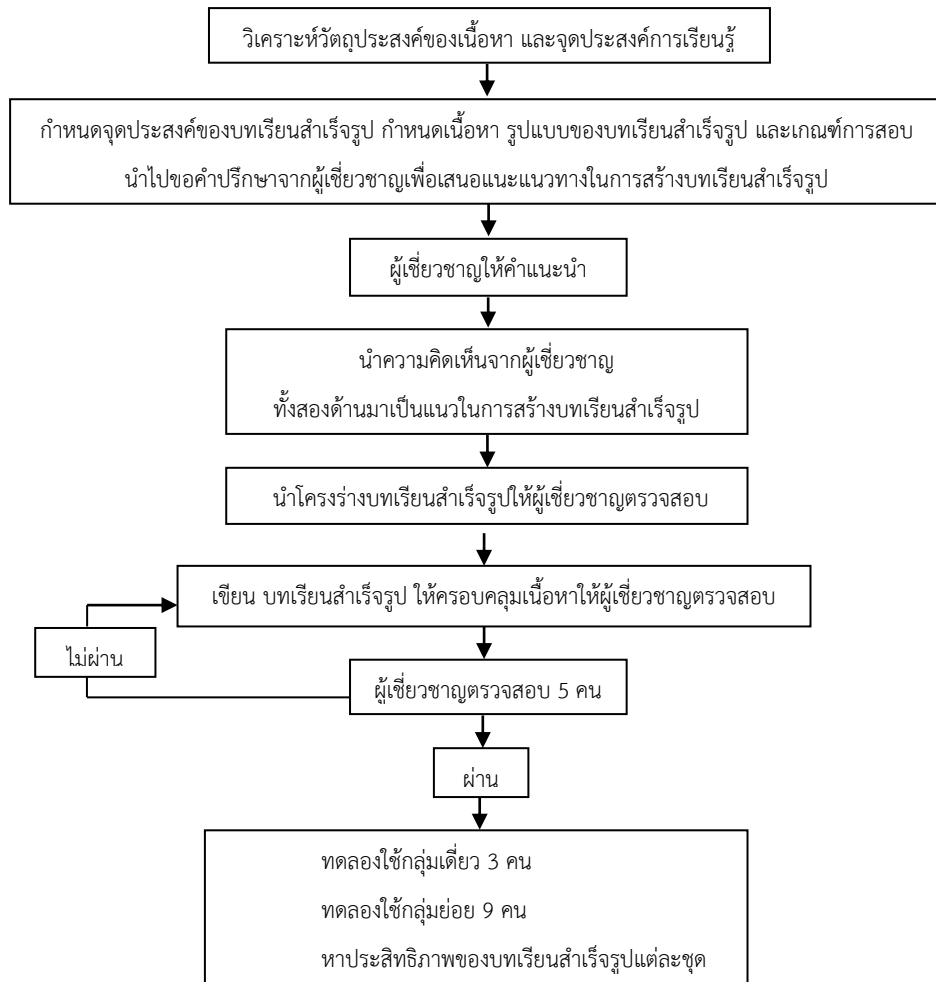 วิเคราะห์วัตถุประสงค์ของเนื้อหา และจุดประสงค์การเรียนรู้
กำหนดจุดประสงค์ของบทเรียนสำเร็จรูป กำหนดเนื้อหา รูปแบบของบทเรียนสำเร็จรูป และเกณฑ์การสอบ
นำไปขอคำปรึกษาจากผู้เชี่ยวชาญเพื่อเสนอแนะแนวทางในการสร้างบทเรียนสำเร็จรูป
ผู้เชี่ยวชาญให้คำแนะนำ
นำความคิดเห็นจากผู้เชี่ยวชาญ
ทั้งสองด้านมาเป็นแนวในการสร้างบทเรียนสำเร็จรูป
นำโครงร่างบทเรียนสำเร็จรูปให้ผู้เชี่ยวชาญตรวจสอบ
เขียน บทเรียนสำเร็จรูป ให้ครอบคลุมเนื้อหาให้ผู้เชี่ยวชาญตรวจสอบ
ไม่ผ่าน
ผู้เชี่ยวชาญตรวจสอบ 5 คน
ผ่าน
ทดลองใช้กลุ่มเดี่ยว 3 คน
ทดลองใช้กลุ่มย่อย 9 คน
หาประสิทธิภาพของบทเรียนสำเร็จรูปแต่ละชุด